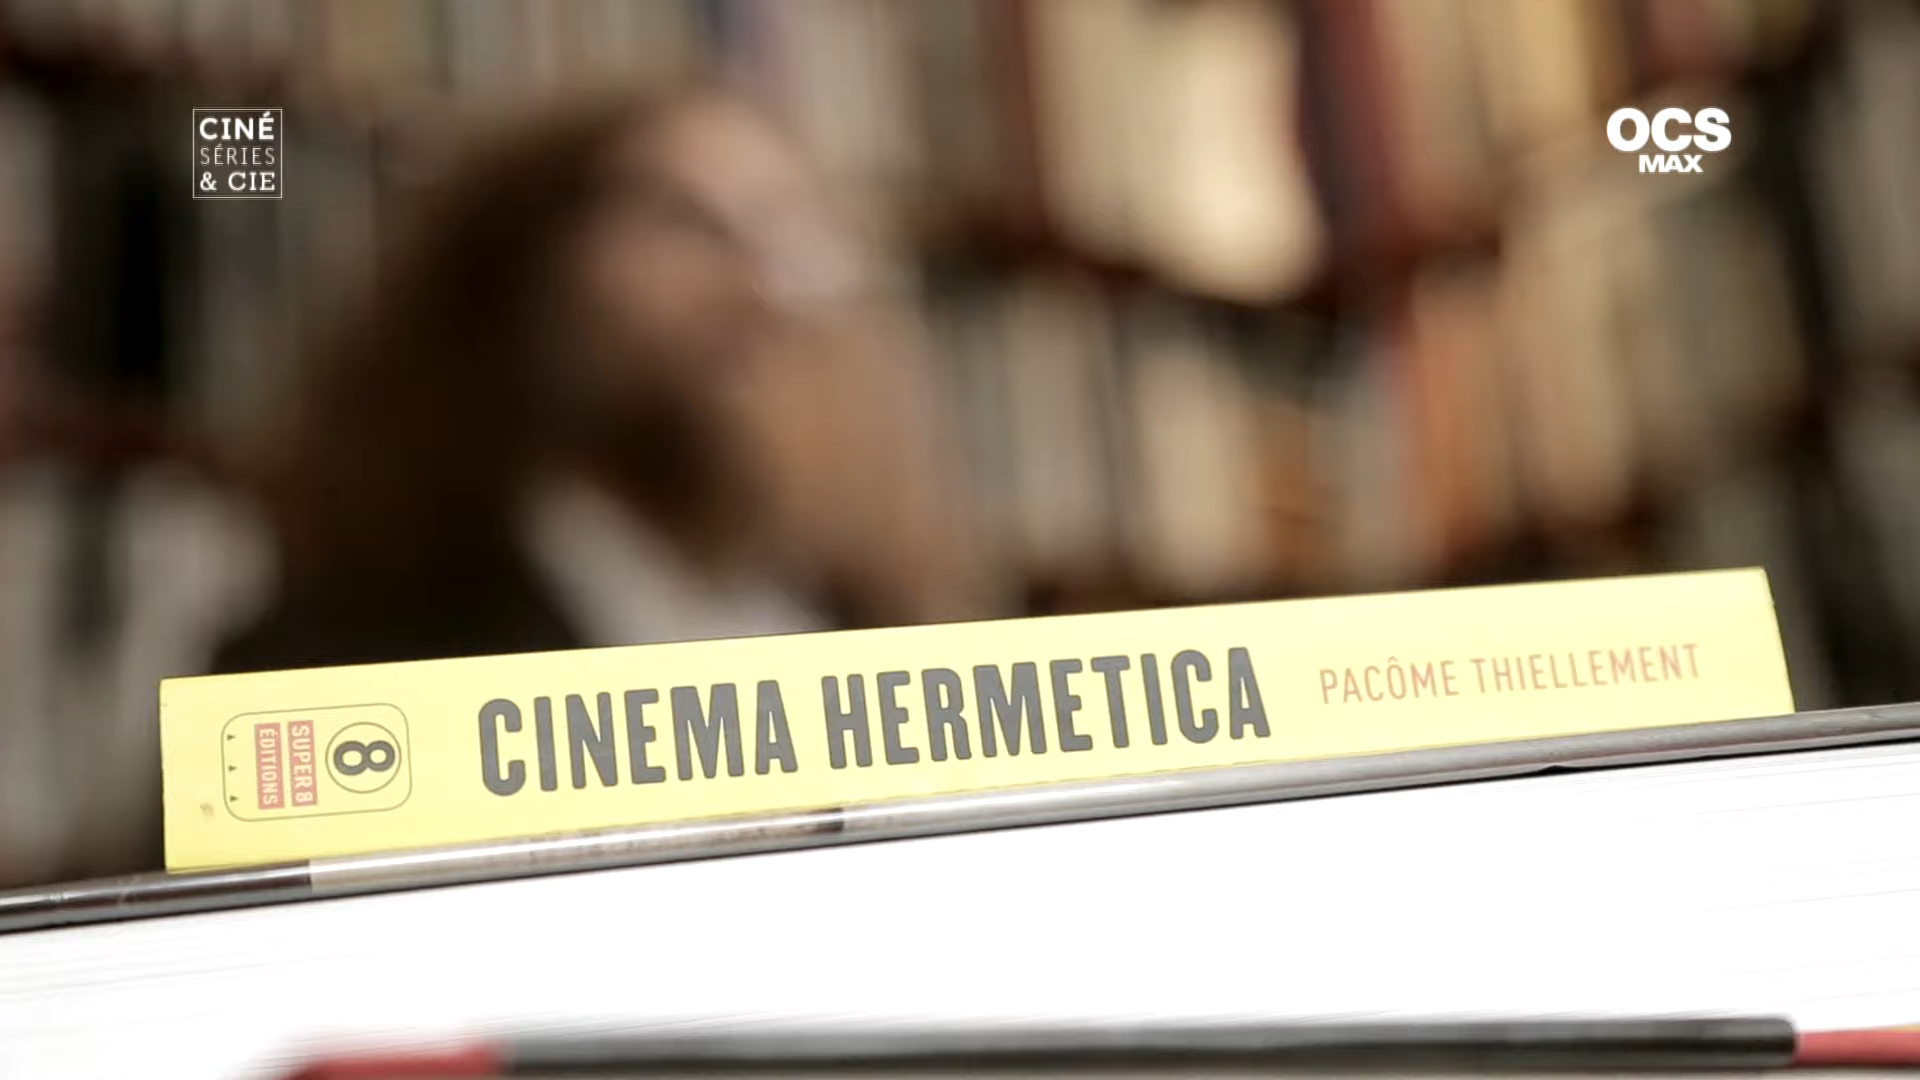 CINÉ
SÉRIES
& CIE
OCS
MAX
8
SUPER 8
ÉDITIONS
CINEMA HERMETICA
PACÔME THIELLEMENT